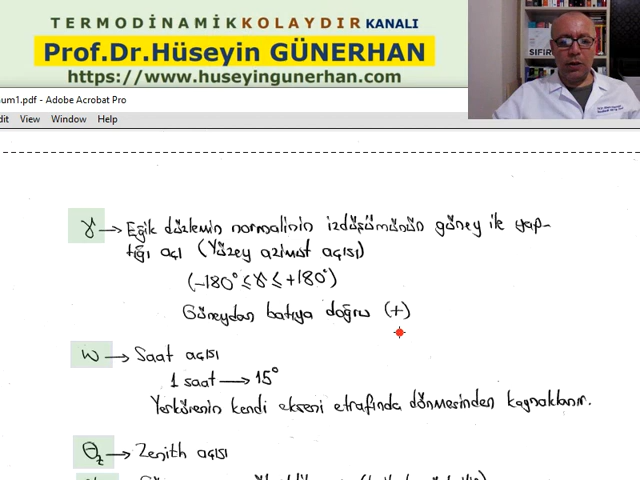 TERMODİNAMİKKOLAYDIR KANALI
Prof.Dr.Hüseyin GÜNERHAN
https://www.huseyingunerhan.com
SIFIR
um1.pdf - Adobe Acrobat Pro
dit View Window Help
γ → Eğik düzlemin normalinin izdüşümünün güney ile yap-
tığı açı (Yüzey azimut açısı)
(-180° ≤ γ ≤ +180°)
Güneyden batıya doğru (+)
w → Saat açısı
1 saat → 15°
Yerkürenin kendi ekseni etrafında dönmesinden kaynaklanır.
θz → Zenith açısı